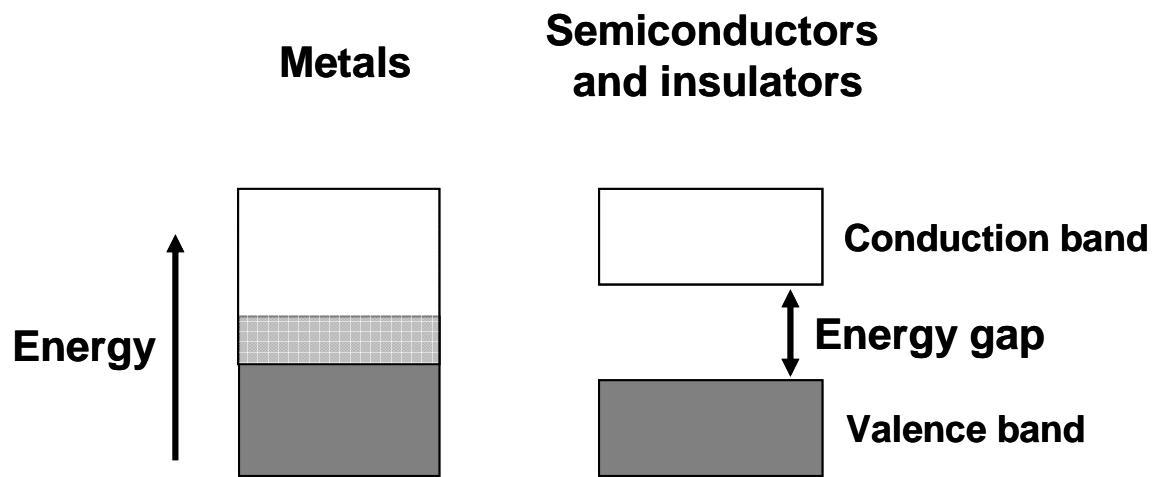 Metals
Semiconductors
and insulators
Energy
Conduction band
Energy gap
Valence band